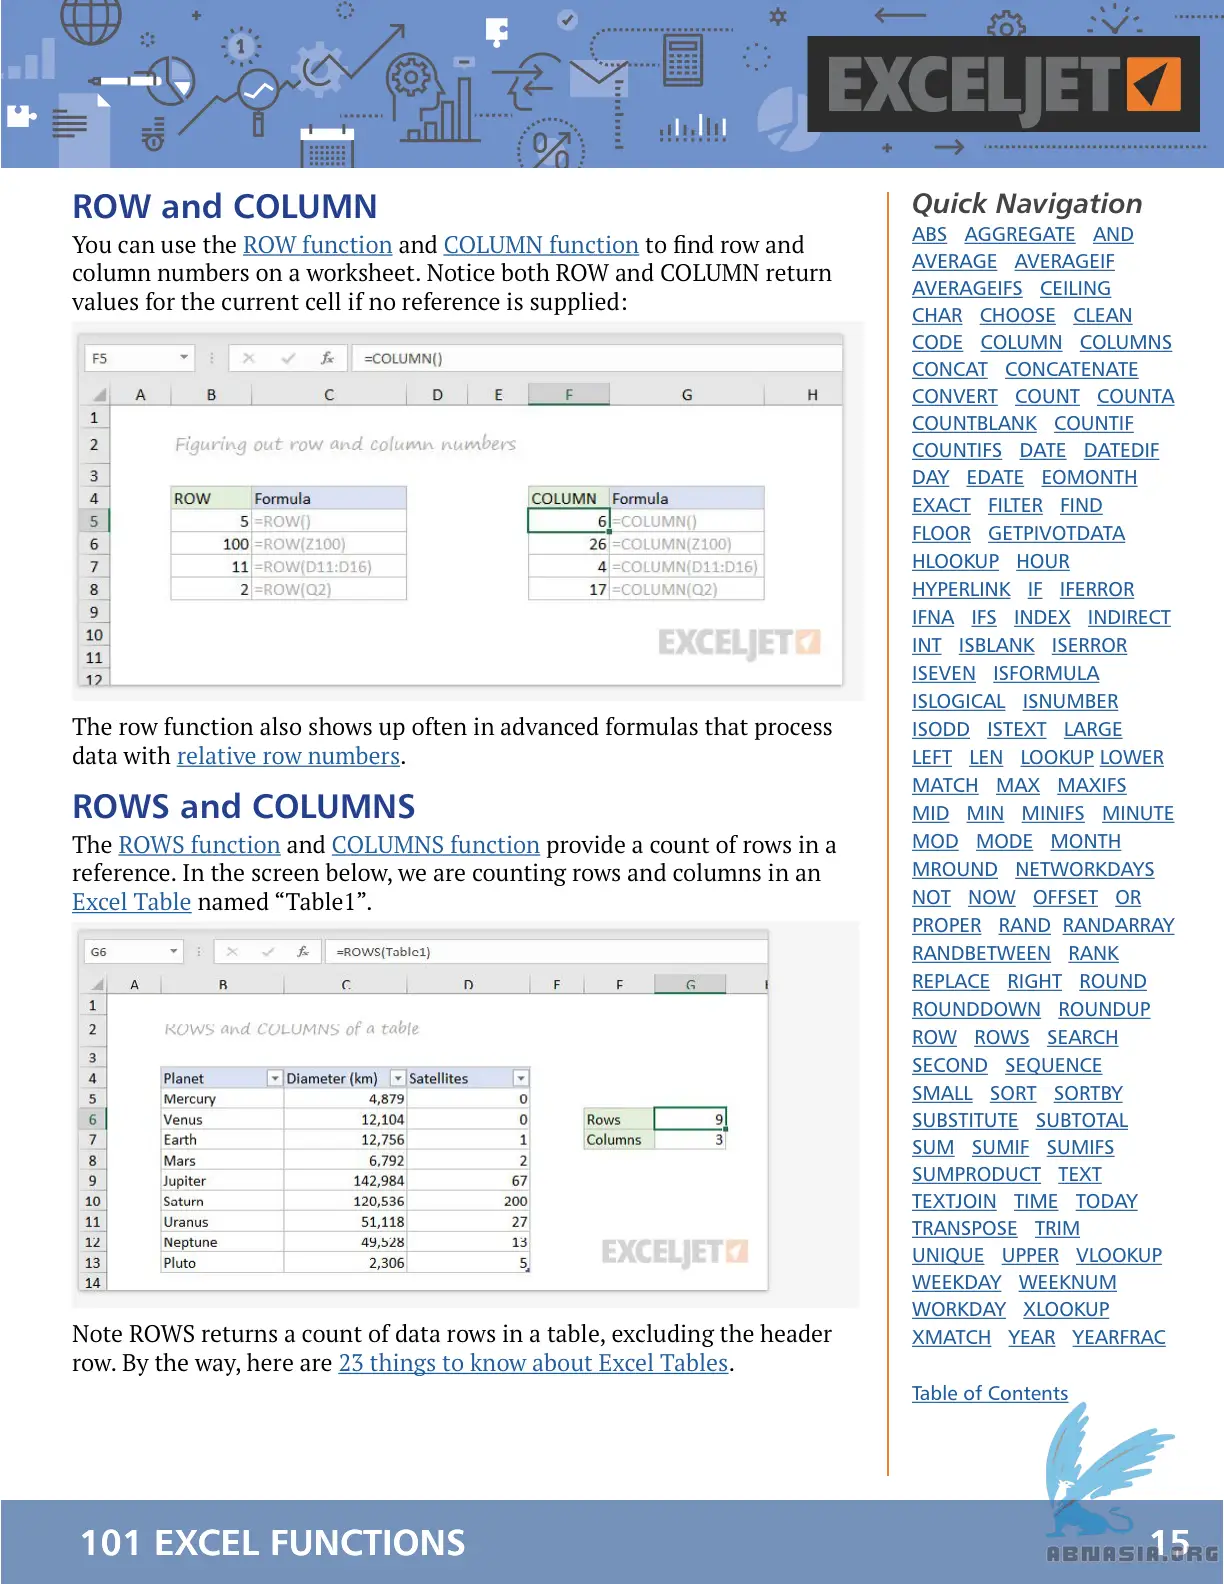 EXCELJET
ROW and COLUMN
You can use the ROW function and COLUMN function to find row and
column numbers on a worksheet. Notice both ROW and COLUMN return
values for the current cell if no reference is supplied:
F5 fx =COLUMN()
A B C D E F G H
1
2 Figuring out row and column numbers
3
4 ROW Formula COLUMN Formula
5 5 =ROW() 6 =COLUMN()
6 100 =ROW(Z100) 26 =COLUMN(Z100)
7 11 =ROW(D11:D16) 4 =COLUMN(D11:D16)
8 2 =ROW(Q2) 17 =COLUMN(Q2)
9
10 EXCELJET
11
12
The row function also shows up often in advanced formulas that process
data with relative row numbers.
ROWS and COLUMNS
The ROWS function and COLUMNS function provide a count of rows in a
reference. In the screen below, we are counting rows and columns in an
Excel Table named “Table1”.
G6 fx =ROWS(Table1)
A B C D E F G
1
2 ROWS and COLUMNS of a table
3
4 Planet Diameter (km) Satellites
5 Mercury 4,879 0
6 Venus 12,104 0 Rows 9
7 Earth 12,756 1 Columns 3
8 Mars 6,792 2
9 Jupiter 142,984 67
10 Saturn 120,536 200
11 Uranus 51,118 27
12 Neptune 49,528 13 EXCELJET
13 Pluto 2,306 5
14
Note ROWS returns a count of data rows in a table, excluding the header
row. By the way, here are 23 things to know about Excel Tables.
Quick Navigation
ABS AGGREGATE AND
AVERAGE AVERAGEIF
AVERAGEIFS CEILING
CHAR CHOOSE CLEAN
CODE COLUMN COLUMNS
CONCAT CONCATENATE
CONVERT COUNT COUNTA
COUNTBLANK COUNTIF
COUNTIFS DATE DATEDIF
DAY EDATE EOMONTH
EXACT FILTER FIND
FLOOR GETPIVOTDATA
HLOOKUP HOUR
HYPERLINK IF IFERROR
IFNA IFS INDEX INDIRECT
INT ISBLANK ISERROR
ISEVEN ISFORMULA
ISLOGICAL ISNUMBER
ISODD ISTEXT LARGE
LEFT LEN LOOKUP LOWER
MATCH MAX MAXIFS
MID MIN MINIFS MINUTE
MOD MODE MONTH
MROUND NETWORKDAYS
NOT NOW OFFSET OR
PROPER RAND RANDARRAY
RANDBETWEEN RANK
REPLACE RIGHT ROUND
ROUNDDOWN ROUNDUP
ROW ROWS SEARCH
SECOND SEQUENCE
SMALL SORT SORTBY
SUBSTITUTE SUBTOTAL
SUM SUMIF SUMIFS
SUMPRODUCT TEXT
TEXTJOIN TIME TODAY
TRANSPOSE TRIM
UNIQUE UPPER VLOOKUP
WEEKDAY WEEKNUM
WORKDAY XLOOKUP
XMATCH YEAR YEARFRAC
Table of Contents
101 EXCEL FUNCTIONS 15
ABNASIA.ORG